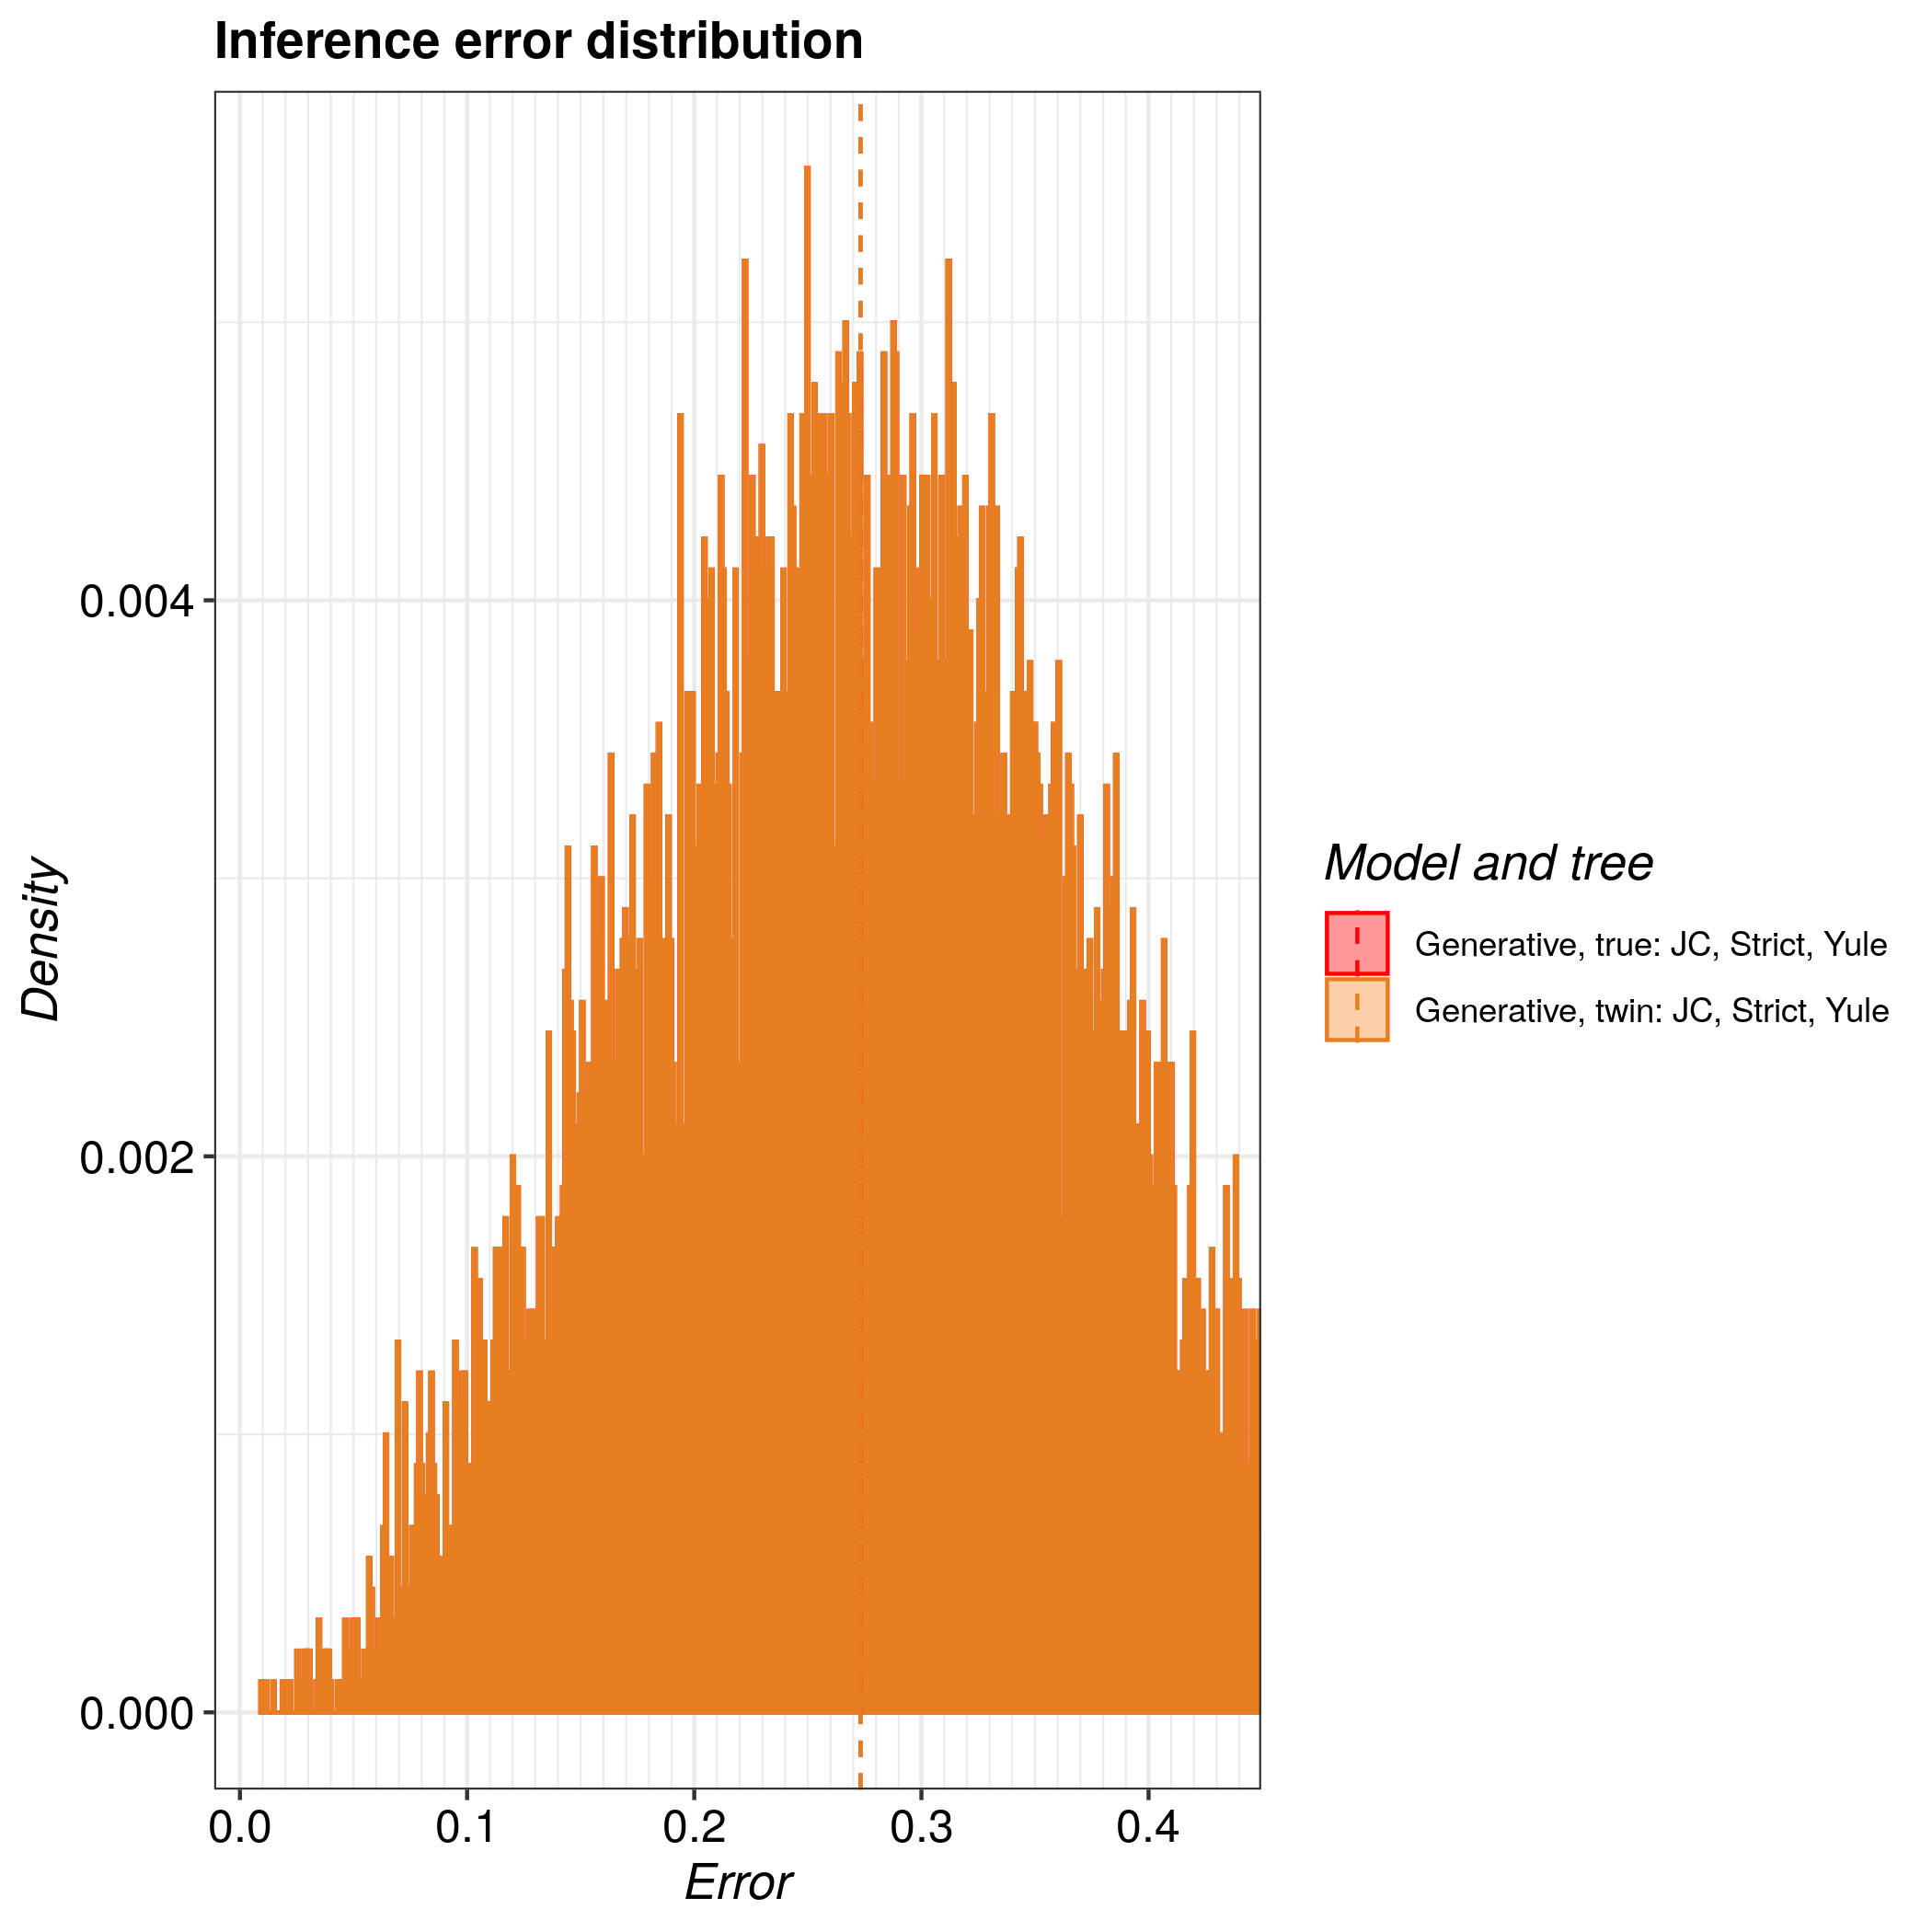 Inference error distribution
Density
0.004
0.002
0.000
0.0 0.1 0.2 0.3 0.4
Error
Model and tree
Generative, true: JC, Strict, Yule
Generative, twin: JC, Strict, Yule